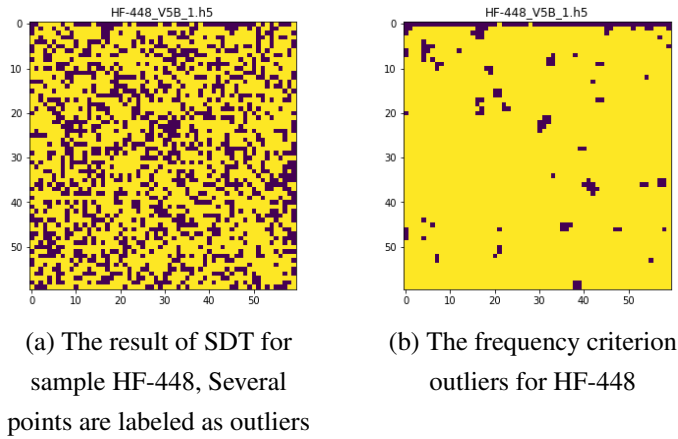 HF-448_V5B_1.h5
0
10
20
30
40
50
0 10 20 30 40 50
(a) The result of SDT for
sample HF-448, Several
points are labeled as outliers
HF-448_V5B_1.h5
0
10
20
30
40
50
0 10 20 30 40 50
(b) The frequency criterion
outliers for HF-448